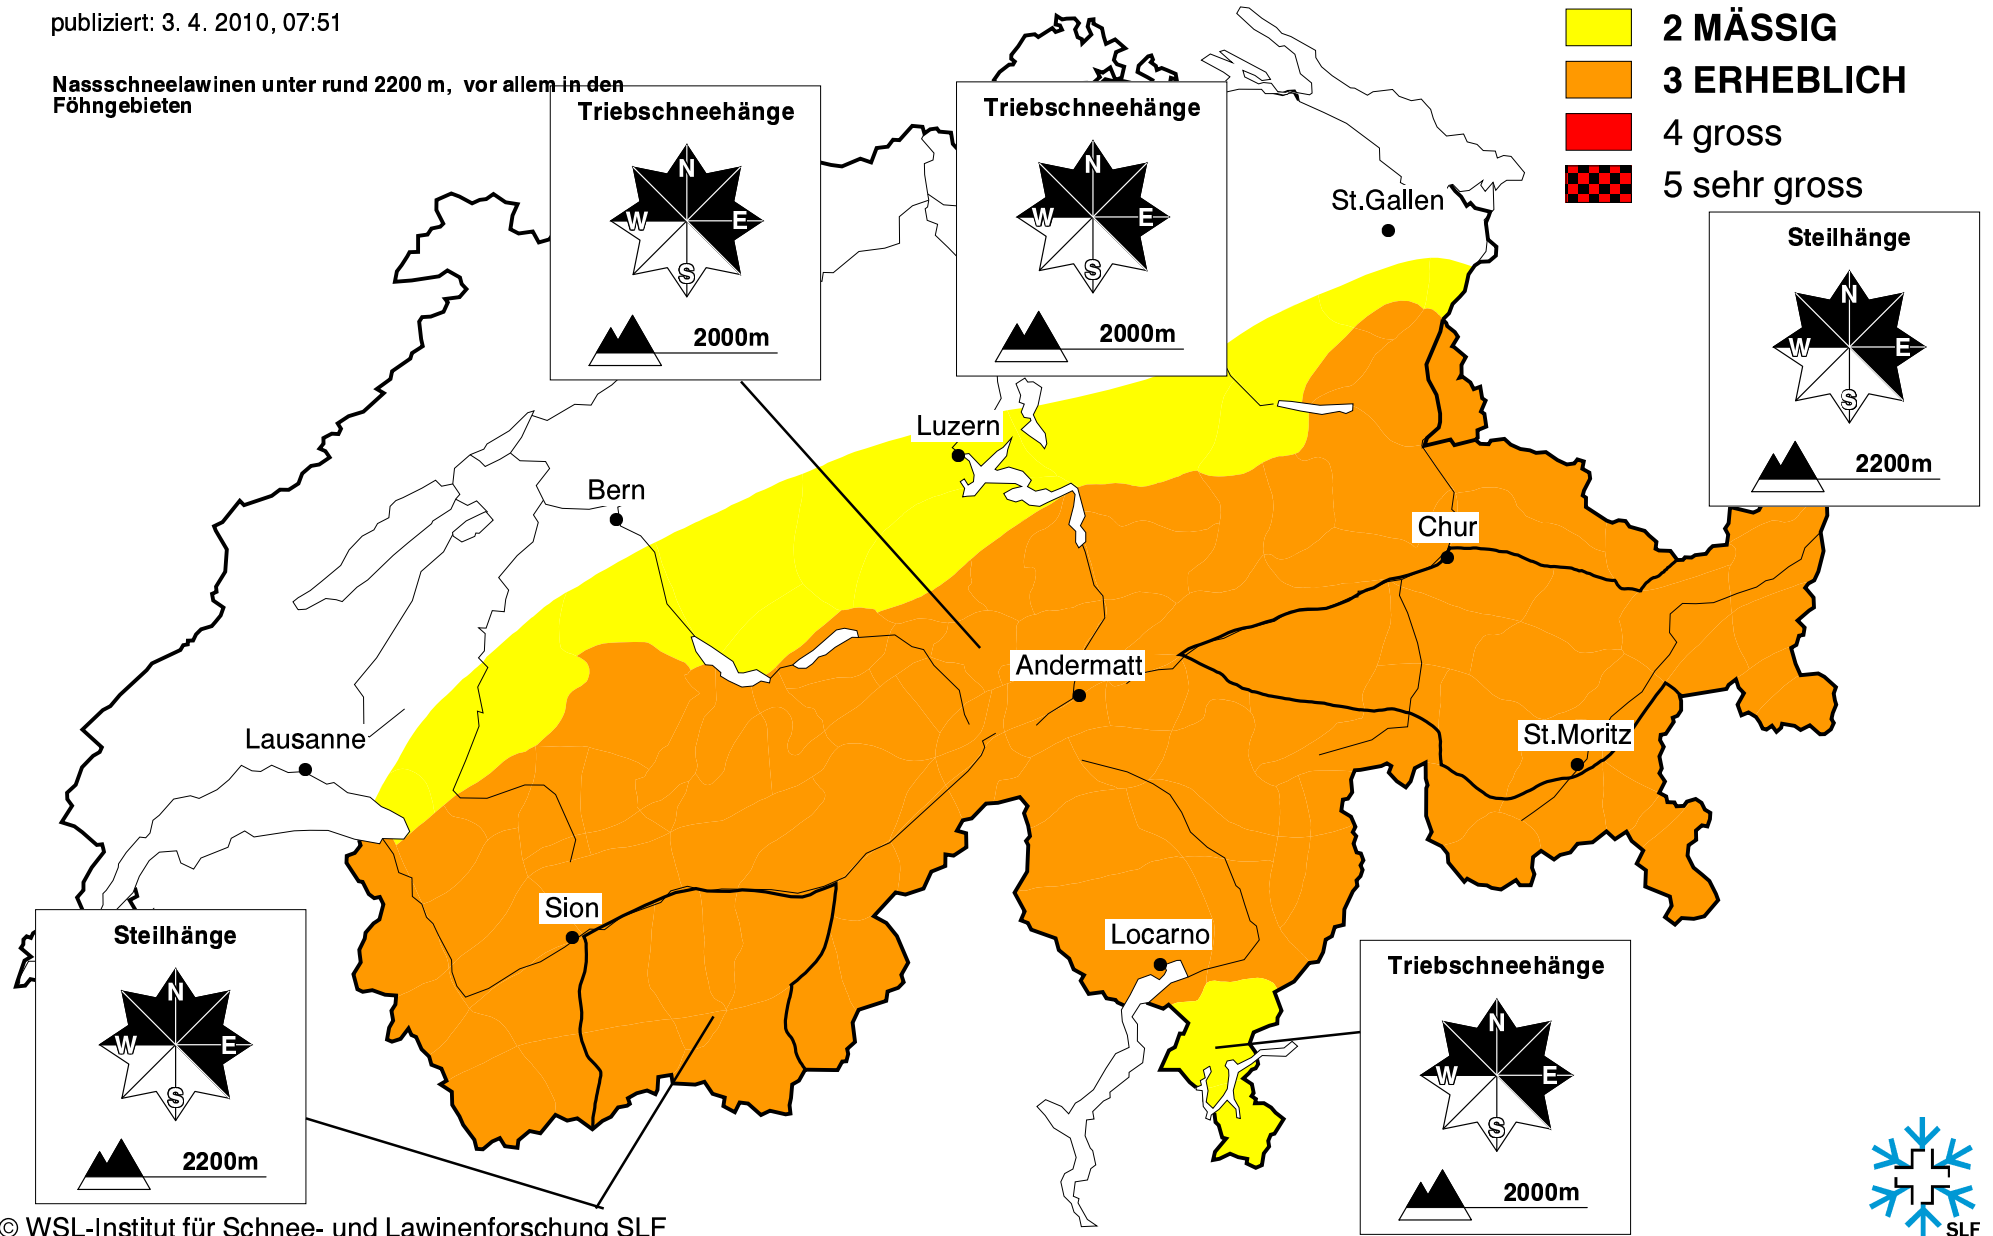 publiziert: 3. 4. 2010, 07:51
2 MÄSSIG
3 ERHEBLICH
4 gross
5 sehr gross
Nassschneelawinen unter rund 2200 m, vor allem in den
Föhngebieten
Triebschneehänge
N
W E
S
2000m
Triebschneehänge
N
W E
S
2000m
St.Gallen
Steilhänge
N
W E
S
2200m
Luzern
Bern
Chur
Andermatt
St.Moritz
Lausanne
Sion
Locarno
Steilhänge
N
W E
S
2200m
Triebschneehänge
N
W E
S
2000m
© WSL-Institut für Schnee- und Lawinenforschung SLF
SLF